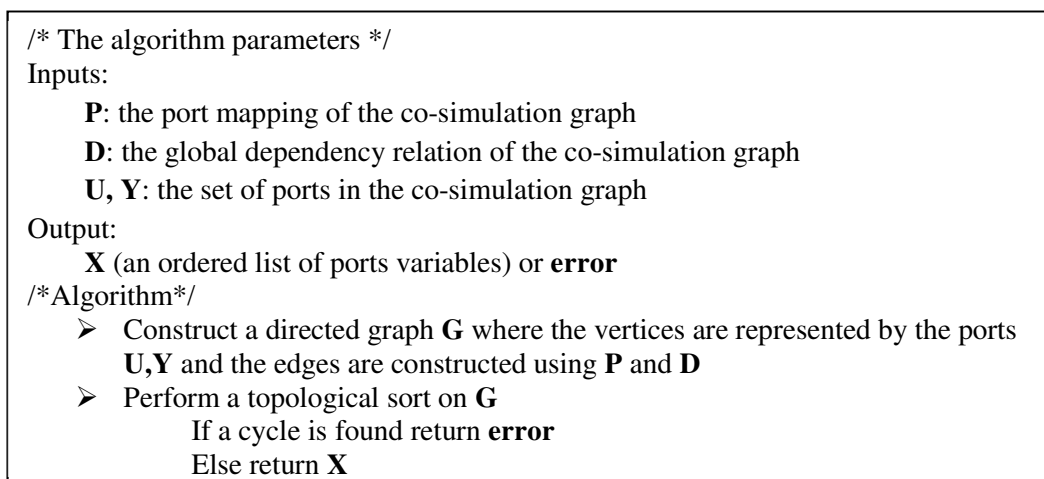 /* The algorithm parameters */
Inputs:
P: the port mapping of the co-simulation graph
D: the global dependency relation of the co-simulation graph
U, Y: the set of ports in the co-simulation graph
Output:
X (an ordered list of ports variables) or error
/*Algorithm*/
➢ Construct a directed graph G where the vertices are represented by the ports
U,Y and the edges are constructed using P and D
➢ Perform a topological sort on G
If a cycle is found return error
Else return X